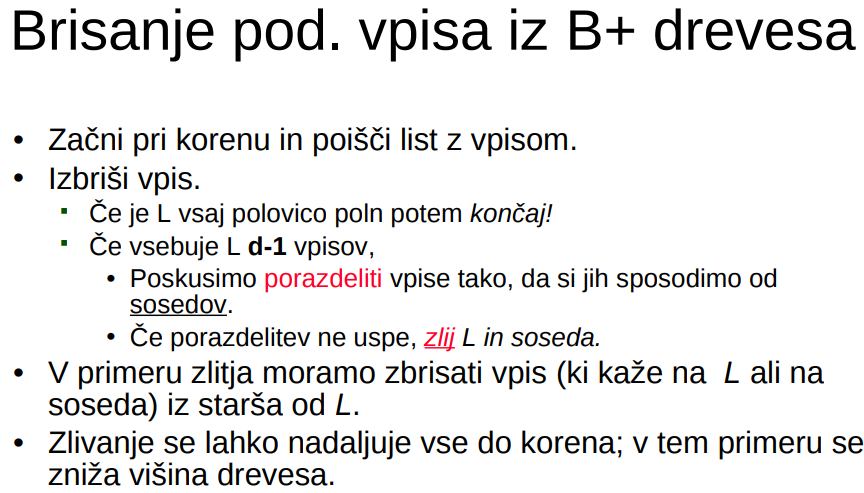 Brisanje pod. vpisa iz B+ drevesa
• Začni pri korenu in poišči list z vpisom.
• Izbriši vpis.
▪ Če je L vsaj polovico poln potem končaj!
▪ Če vsebuje L d-1 vpisov,
• Poskusimo porazdeliti vpise tako, da si jih sposodimo od
sosedov.
• Če porazdelitev ne uspe, zlij L in soseda.
• V primeru zlitja moramo zbrisati vpis (ki kaže na L ali na
soseda) iz starša od L.
• Zlivanje se lahko nadaljuje vse do korena; v tem primeru se
zniža višina drevesa.